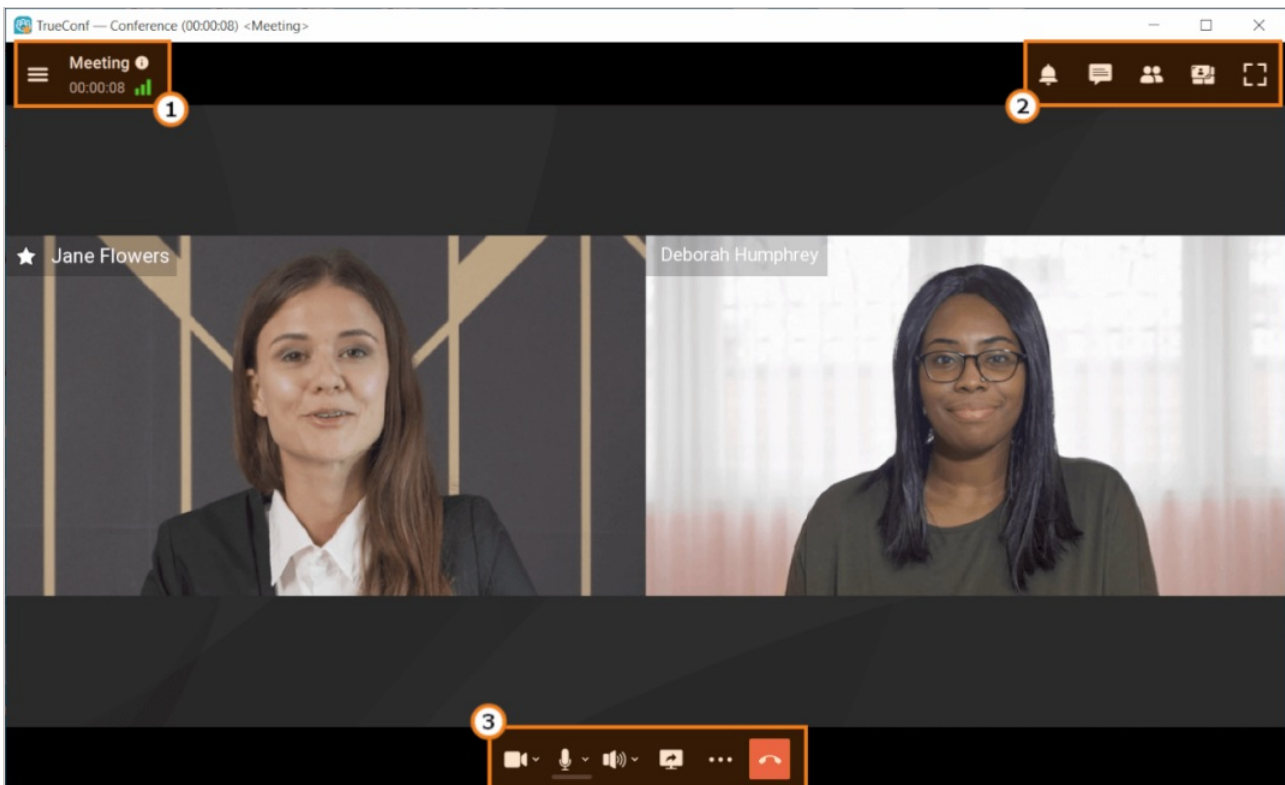 TrueConf — Conference (00:00:08) <Meeting>
Meeting
00:00:08
1
2
Jane Flowers
Deborah Humphrey
3